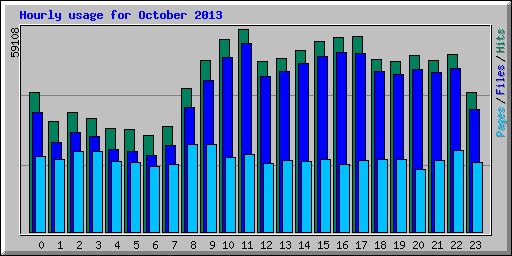 Hourly usage for October 2013
59108
Pages / Files / Hits
0 1 2 3 4 5 6 7 8 9 10 11 12 13 14 15 16 17 18 19 20 21 22 23